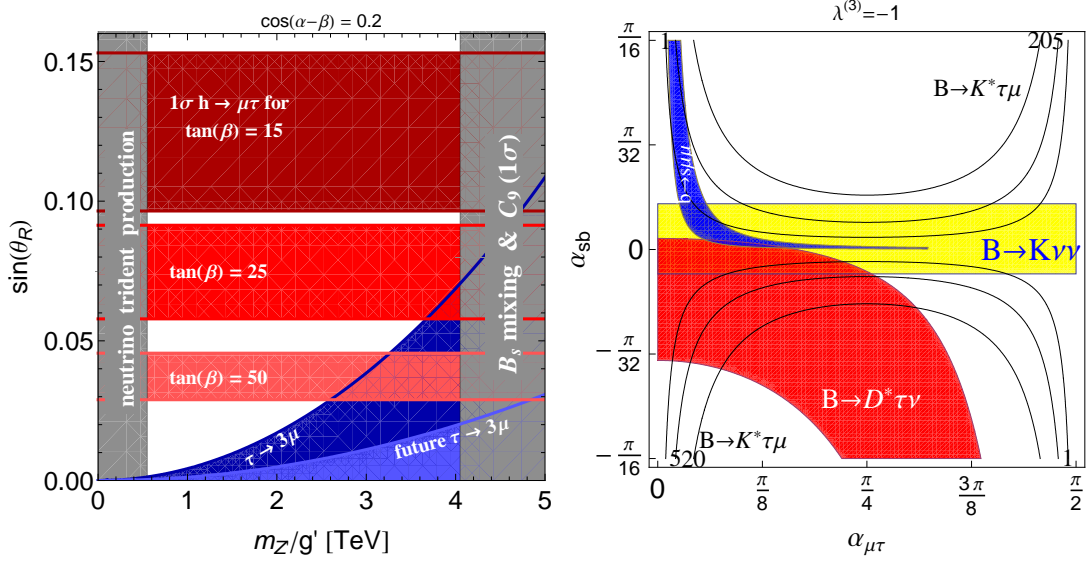 cos(α−β) = 0.2
sin(θR)
0.15
0.10
0.05
0.00
neutrino trident production
1σ h → μτ for
tan(β) = 15
tan(β) = 25
tan(β) = 50
τ → 3μ
future τ → 3μ
Bs mixing & C9 (1σ)
0 1 2 3 4 5
mZ'/g' [TeV]
λ(3)=−1
αsb
π/16
π/32
0
−π/32
−π/16
1
205
B→K*τμ
b→sμμ
B→Kνν
B→D*τν
B→K*τμ
520
1
0 π/8 π/4 3π/8 π/2
αμτ